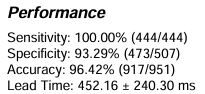 Performance
Sensitivity: 100.00% (444/444)
Specificity: 93.29% (473/507)
Accuracy: 96.42% (917/951)
Lead Time: 452.16 ± 240.30 ms